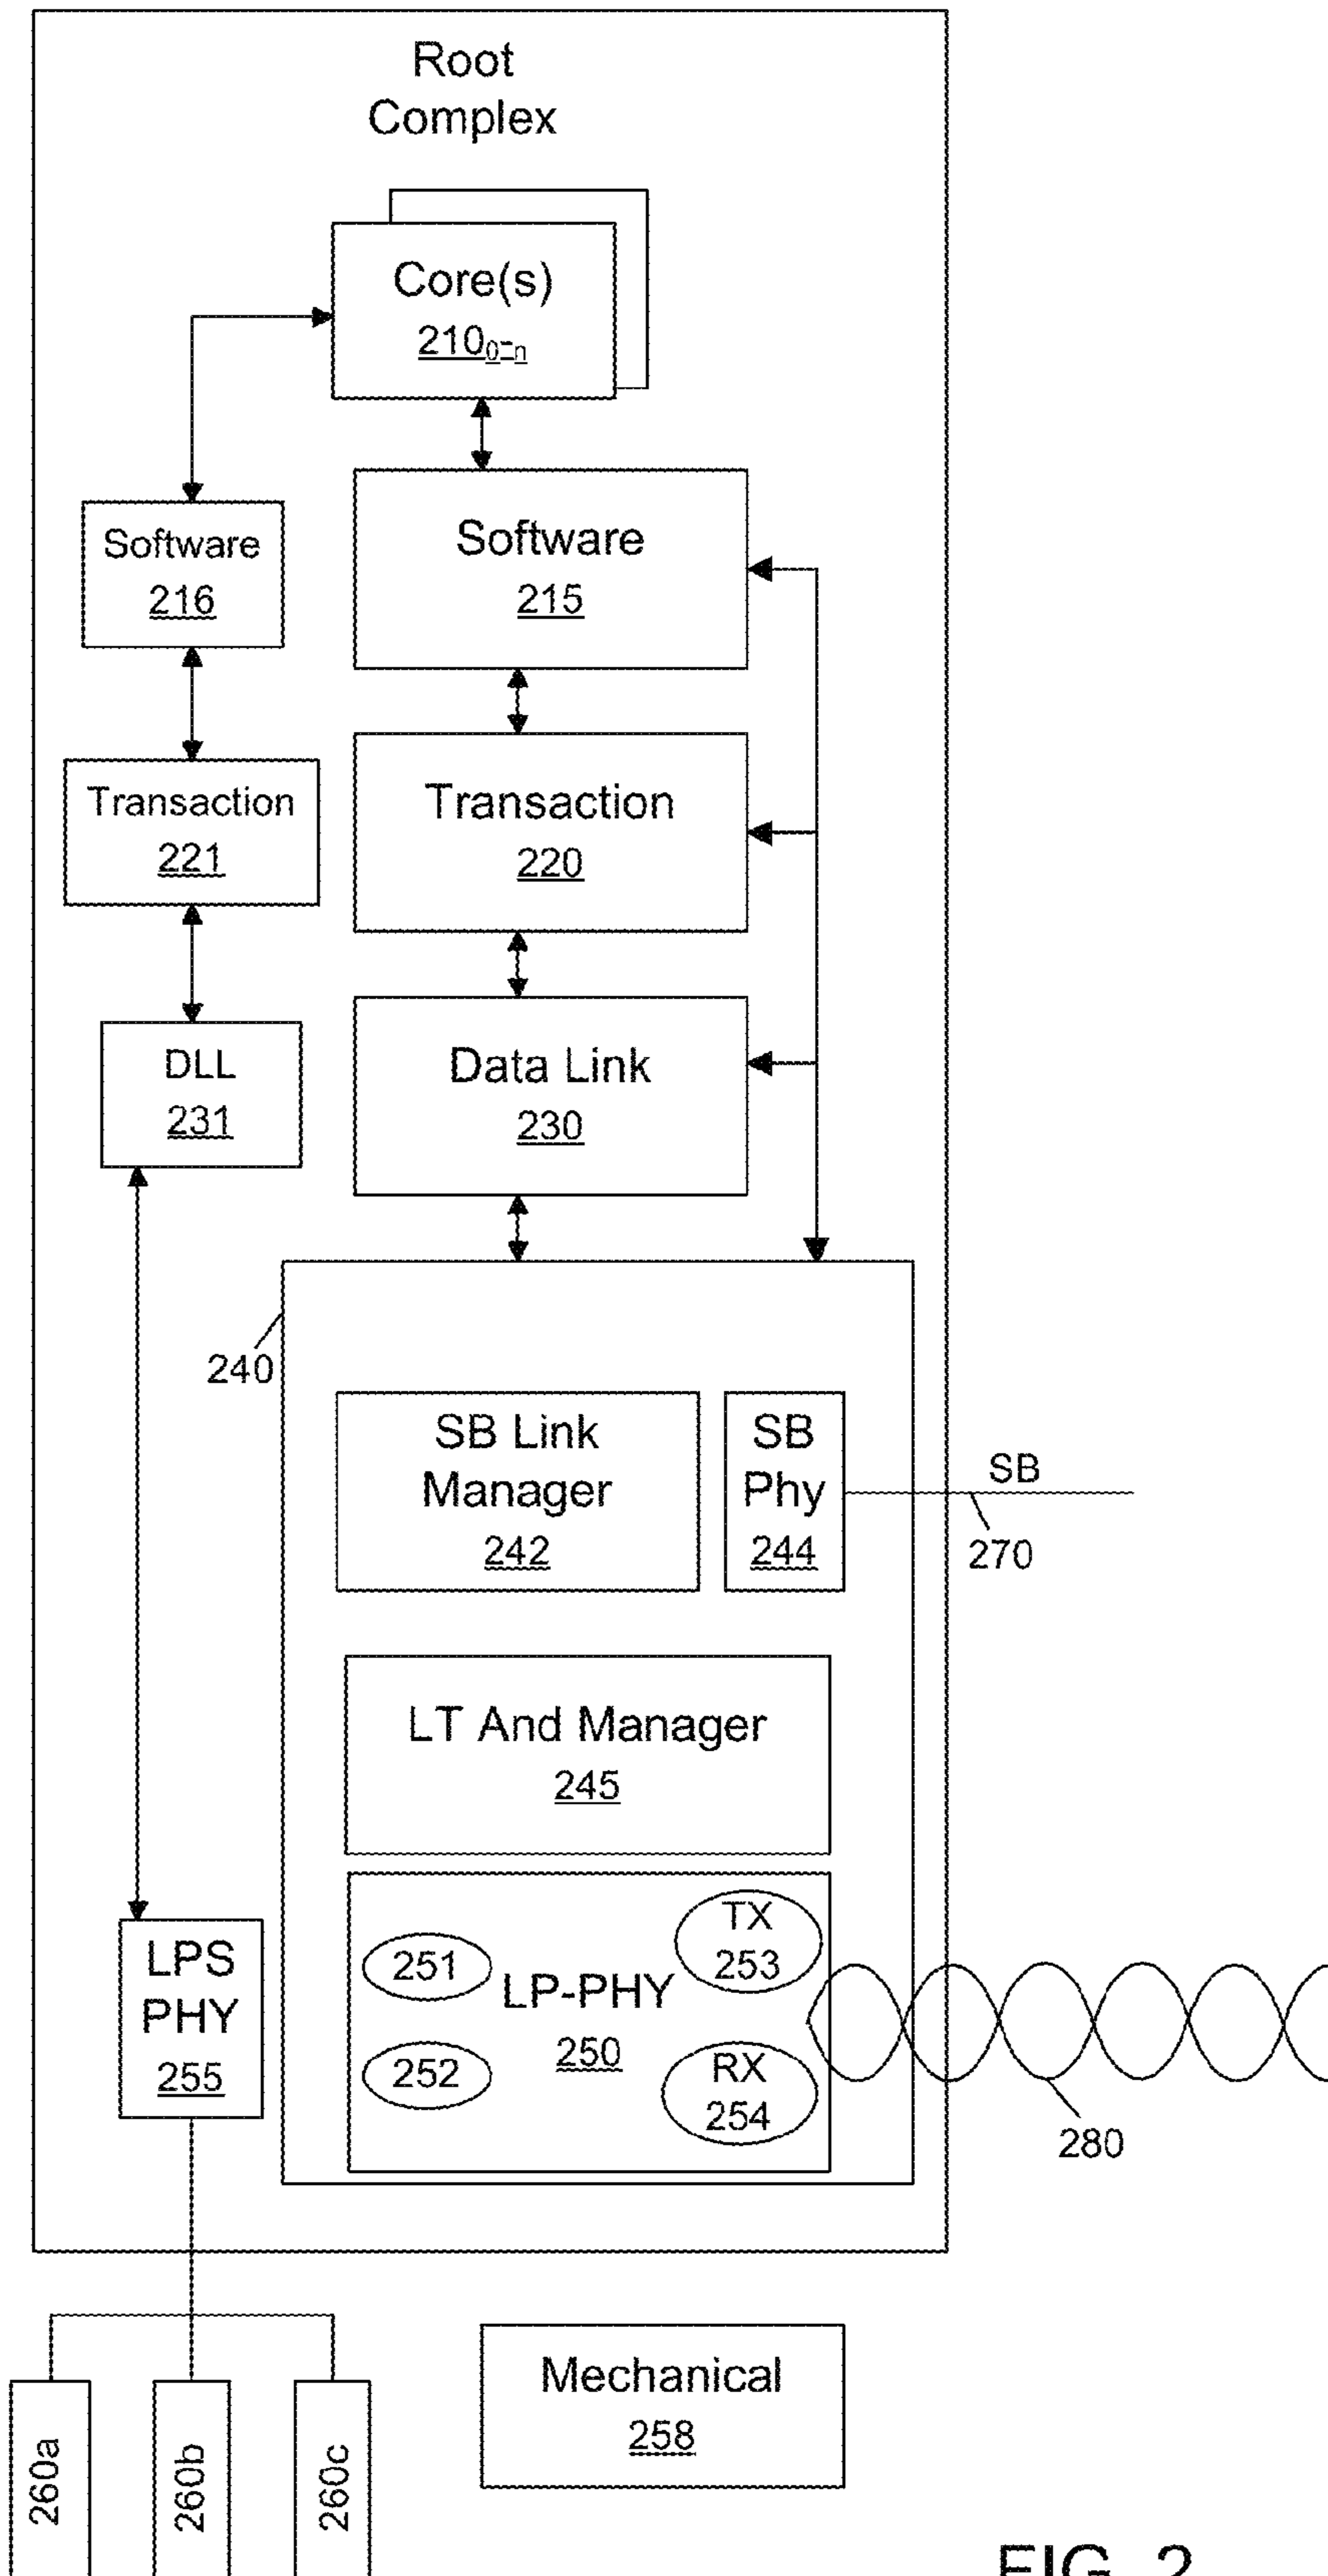 Root
Complex
Core(s)
210₀₋ₙ
Software
216
Software
215
Transaction
221
Transaction
220
DLL
231
Data Link
230
240
SB Link
Manager
242
SB
Phy
244
SB
270
LT And Manager
245
LPS
PHY
255
251
252
LP-PHY
250
TX
253
RX
254
280
Mechanical
258
260a
260b
260c
FIG. 2